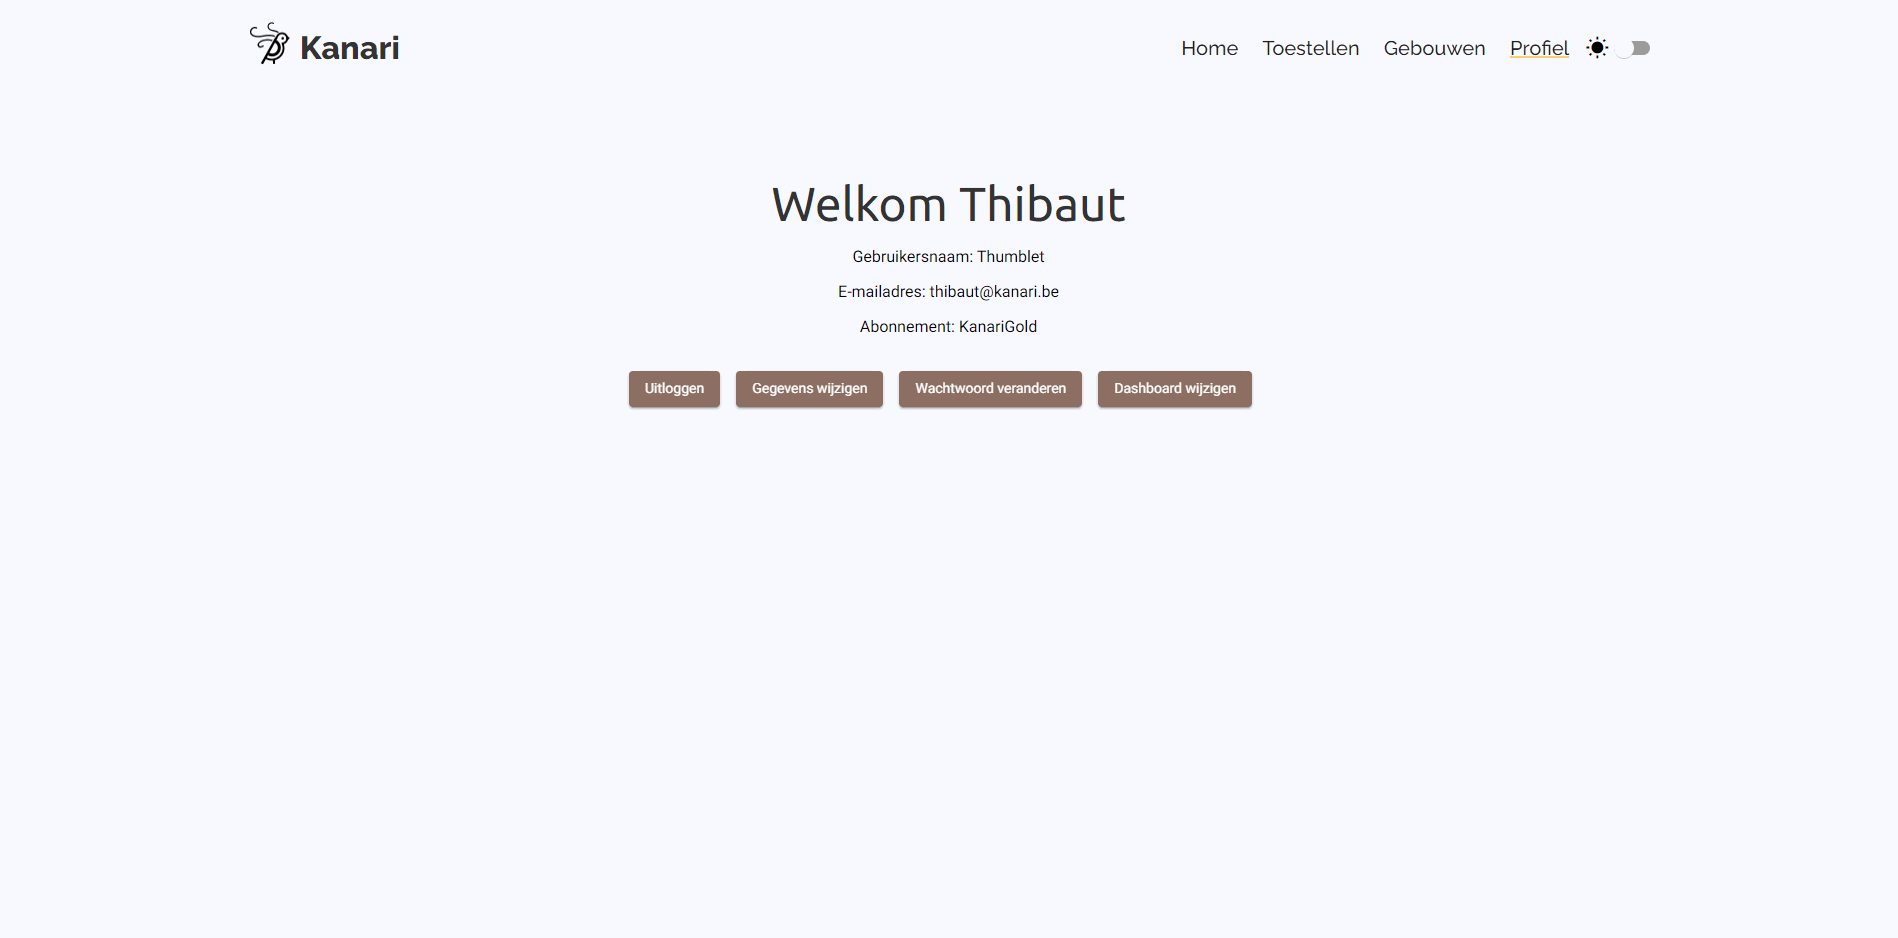 Kanari
Home Toestellen Gebouwen Profiel
Welkom Thibaut
Gebruikersnaam: Thumblet
E-mailadres: thibaut@kanari.be
Abonnement: KanariGold
Uitloggen Gegevens wijzigen Wachtwoord veranderen Dashboard wijzigen